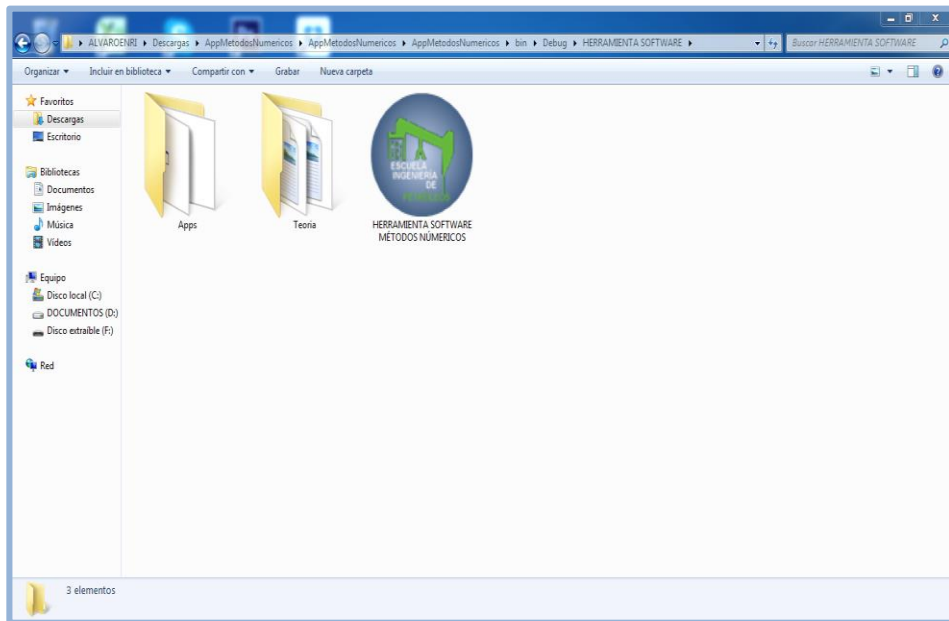 ALVAROENRI ▸ Descargas ▸ AppMetodosNumericos ▸ AppMetodosNumericos ▸ AppMetodosNumericos ▸ bin ▸ Debug ▸ HERRAMIENTA SOFTWARE ▸
Buscar HERRAMIENTA SOFTWARE
Organizar Incluir en biblioteca Compartir con Grabar Nueva carpeta
Favoritos
Descargas
Escritorio
Bibliotecas
Documentos
Imágenes
Música
Vídeos
Equipo
Disco local (C:)
DOCUMENTOS (D:)
Disco extraíble (F:)
Red
Apps
Teoria
ESCUELA
INGENIERIA
DE
HERRAMIENTA SOFTWARE
MÉTODOS NÚMERICOS
3 elementos